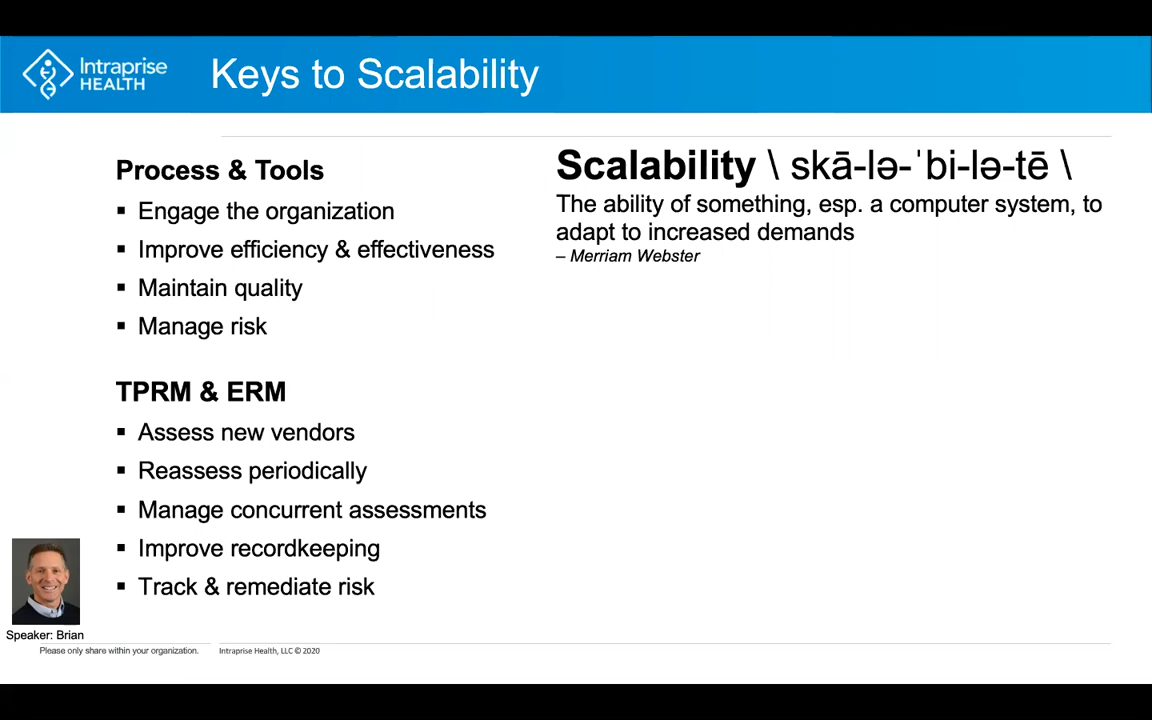 Intraprise
HEALTH
Keys to Scalability
Process & Tools
▪ Engage the organization
▪ Improve efficiency & effectiveness
▪ Maintain quality
▪ Manage risk
TPRM & ERM
▪ Assess new vendors
▪ Reassess periodically
▪ Manage concurrent assessments
▪ Improve recordkeeping
▪ Track & remediate risk
Scalability \ skā-lə-ˈbi-lə-tē \
The ability of something, esp. a computer system, to
adapt to increased demands
– Merriam Webster
Speaker: Brian
Please only share within your organization.
Intraprise Health, LLC © 2020